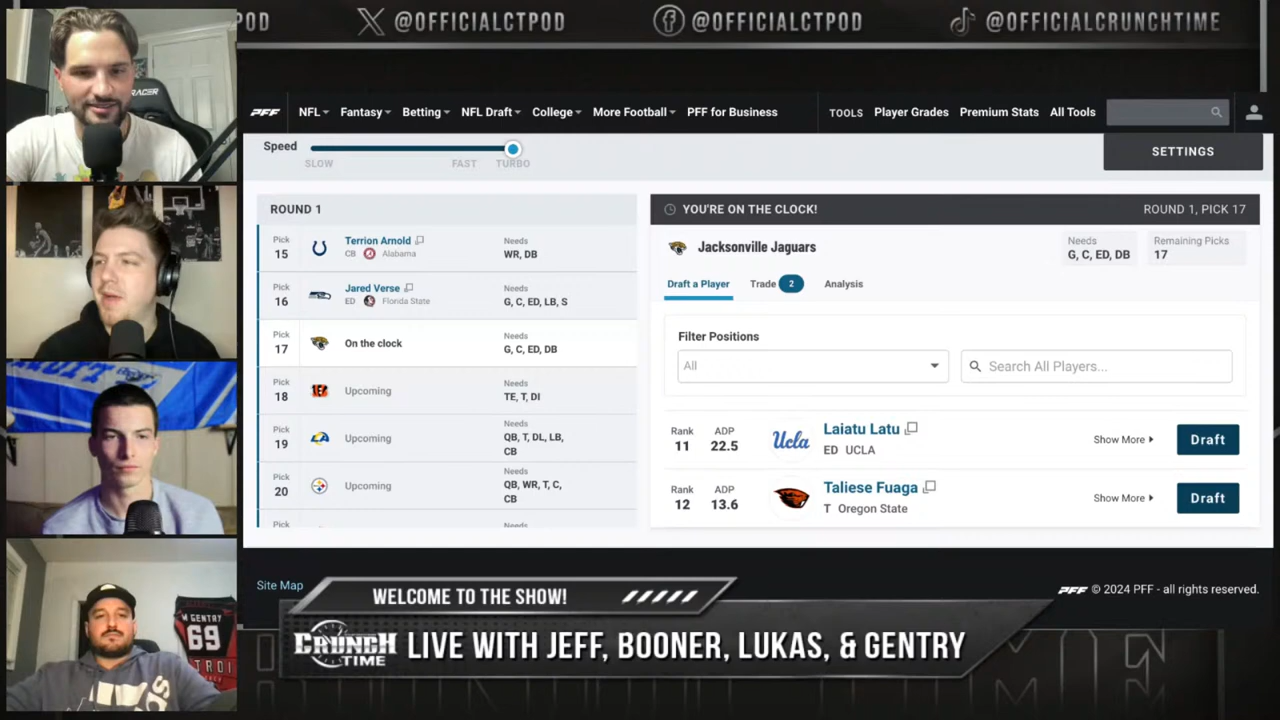 POD
@OFFICIALCTPOD
@OFFICIALCTPOD
@OFFICIALCRUNCHTIME
RACER
PFF
NFL
Fantasy
Betting
NFL Draft
College
More Football
PFF for Business
TOOLS
Player Grades
Premium Stats
All Tools
Speed
SLOW
FAST
TURBO
SETTINGS
ROUND 1
Pick
15
Terrion Arnold
CB Alabama
Needs
WR, DB
Pick
16
Jared Verse
ED Florida State
Needs
G, C, ED, LB, S
Pick
17
On the clock
Needs
G, C, ED, DB
Pick
18
Upcoming
Needs
TE, T, DI
Pick
19
Upcoming
Needs
QB, T, DL, LB,
CB
Pick
20
Upcoming
Needs
QB, WR, T, C,
CB
Pick
Needs
YOU'RE ON THE CLOCK!
ROUND 1, PICK 17
Jacksonville Jaguars
Needs
G, C, ED, DB
Remaining Picks
17
Draft a Player
Trade 2
Analysis
Filter Positions
All
Search All Players...
Rank
11
ADP
22.5
Ucla
Laiatu Latu
ED UCLA
Show More
Draft
Rank
12
ADP
13.6
Taliese Fuaga
T Oregon State
Show More
Draft
Site Map
PFF © 2024 PFF - all rights reserved.
WELCOME TO THE SHOW!
CRUNCH
TIME
LIVE WITH JEFF, BOONER, LUKAS, & GENTRY
GENTRY
69